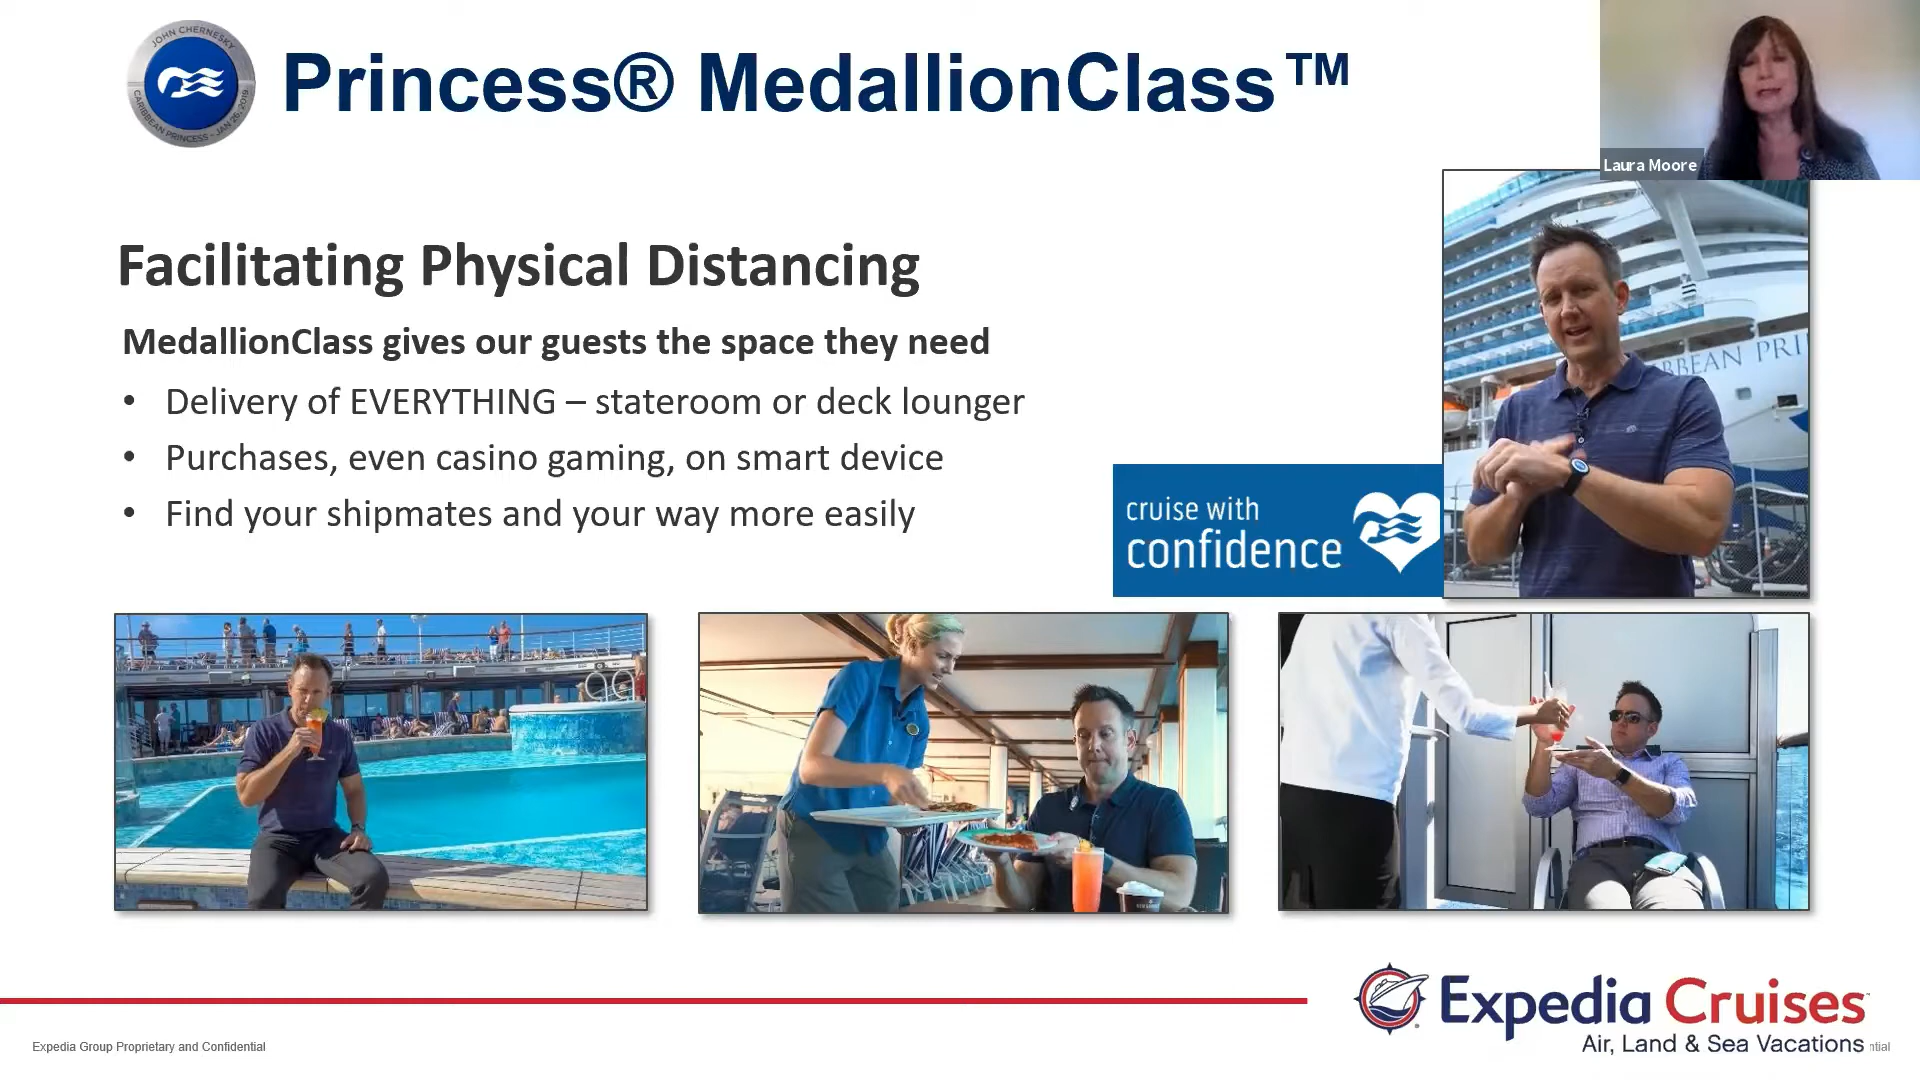 JOHN CHERNESKY
CARIBBEAN PRINCESS - JAN 26, 2019
Princess® MedallionClass™
Laura Moore
Facilitating Physical Distancing
MedallionClass gives our guests the space they need
• Delivery of EVERYTHING – stateroom or deck lounger
• Purchases, even casino gaming, on smart device
• Find your shipmates and your way more easily
BBEAN PRI
cruise with
confidence
Expedia Cruises
Air, Land & Sea Vacations
Expedia Group Proprietary and Confidential
ntial